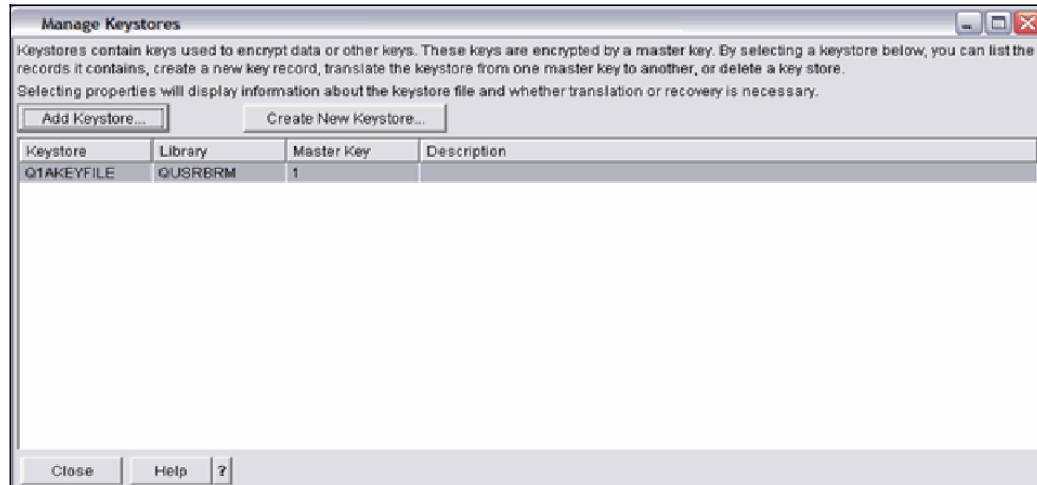 Manage Keystores
Keystores contain keys used to encrypt data or other keys. These keys are encrypted by a master key. By selecting a keystore below, you can list the
records it contains, create a new key record, translate the keystore from one master key to another, or delete a key store.
Selecting properties will display information about the keystore file and whether translation or recovery is necessary.
Add Keystore... Create New Keystore...
Keystore Library Master Key Description
Q1AKEYFILE QUSRBRM 1
Close Help ?